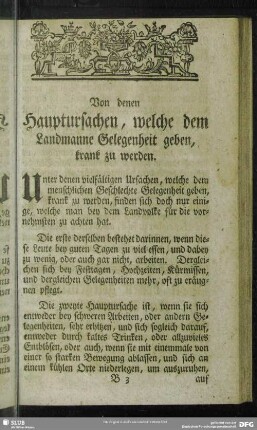 Von denen
Hauptursachen, welche dem
Landmanne Gelegenheit geben,
krank zu werden.
Unter denen vielfältigen Ursachen, welche dem
menschlichen Geschlechte Gelegenheit geben,
krank zu werden, finden sich doch nur eini-
ge, welche man bey dem Landvolke für die vor-
nehmsten zu achten hat.
Die erste derselben bestehet darinnen, wenn die-
se Leute bey guten Tagen zu viel essen, und dabey
zu wenig, oder auch gar nicht, arbeiten. Derglei-
chen sich bey Festtagen, Hochzeiten, Kürmissen,
und dergleichen Gelegenheiten mehr, oft zu eräug-
nen pflegt.
Die zweyte Hauptursache ist, wenn sie sich
entweder bey schweren Arbeiten, oder andern Ge-
legenheiten, sehr erhitzen, und sich sogleich darauf,
entweder durch kaltes Trinken, oder allzuvieles
Entblösen, oder auch, wenn sie mit einemmale von
einer so starken Bewegung ablassen, und sich an
einem kühlen Orte niederlegen, um auszuruhen,
B 3 auf
SLUB
DFG